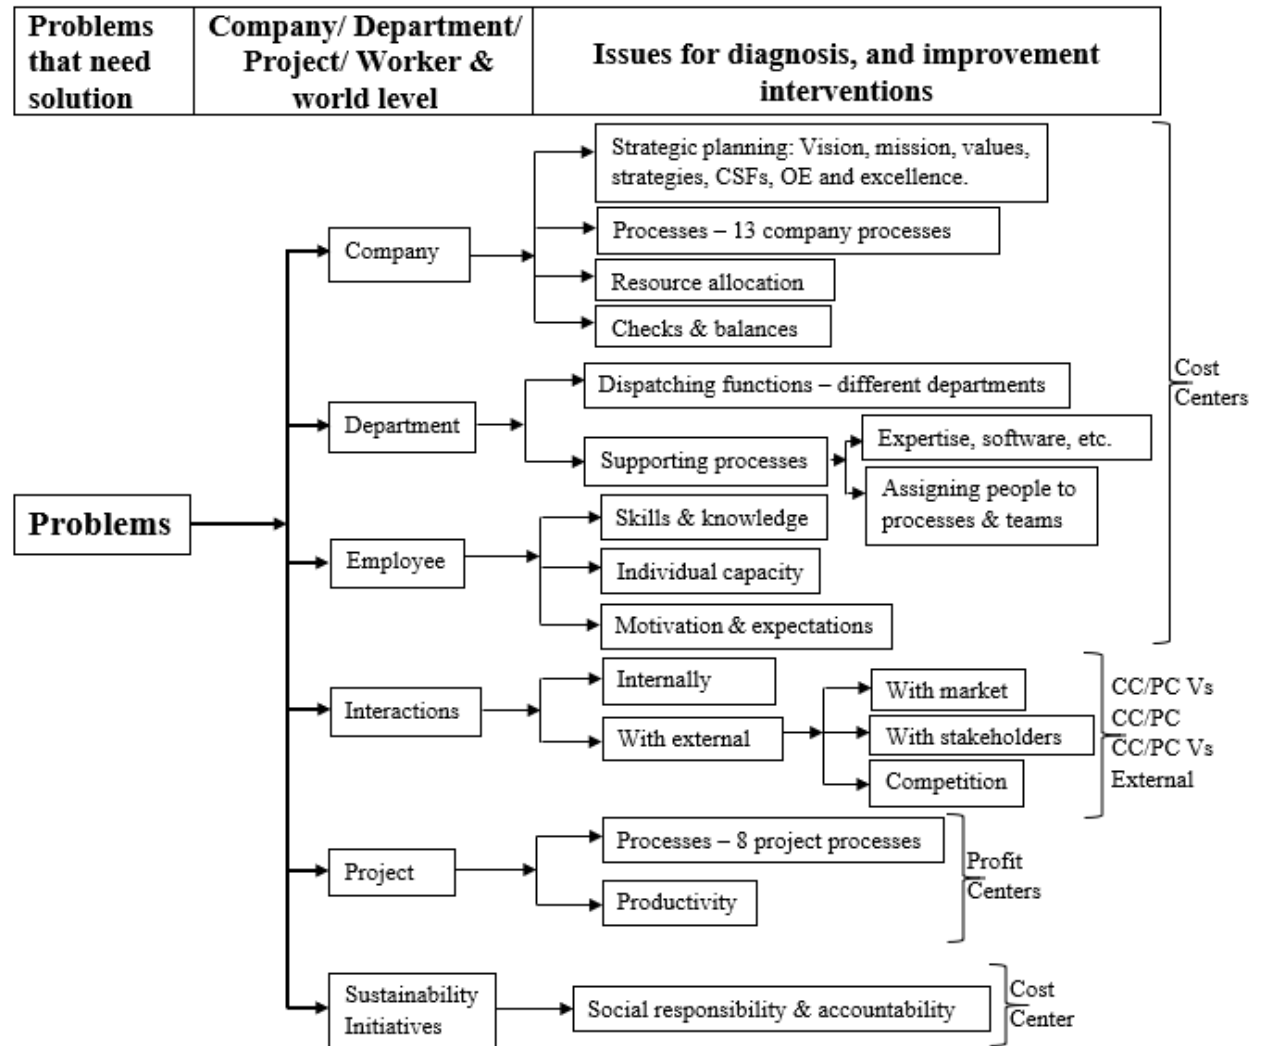 Problems
that need
solution
Company/ Department/
Project/ Worker &
world level
Issues for diagnosis, and improvement
interventions
Strategic planning: Vision, mission, values,
strategies, CSFs, OE and excellence.
Processes – 13 company processes
Company
Resource allocation
Checks & balances
Cost
Centers
Dispatching functions – different departments
Department
Expertise, software, etc.
Supporting processes
Assigning people to
processes & teams
Problems
Skills & knowledge
Employee
Individual capacity
Motivation & expectations
Internally
Interactions
With external
With market
With stakeholders
Competition
CC/PC Vs
CC/PC
CC/PC Vs
External
Processes – 8 project processes
Project
Productivity
Profit
Centers
Sustainability
Initiatives
Social responsibility & accountability
Cost
Center